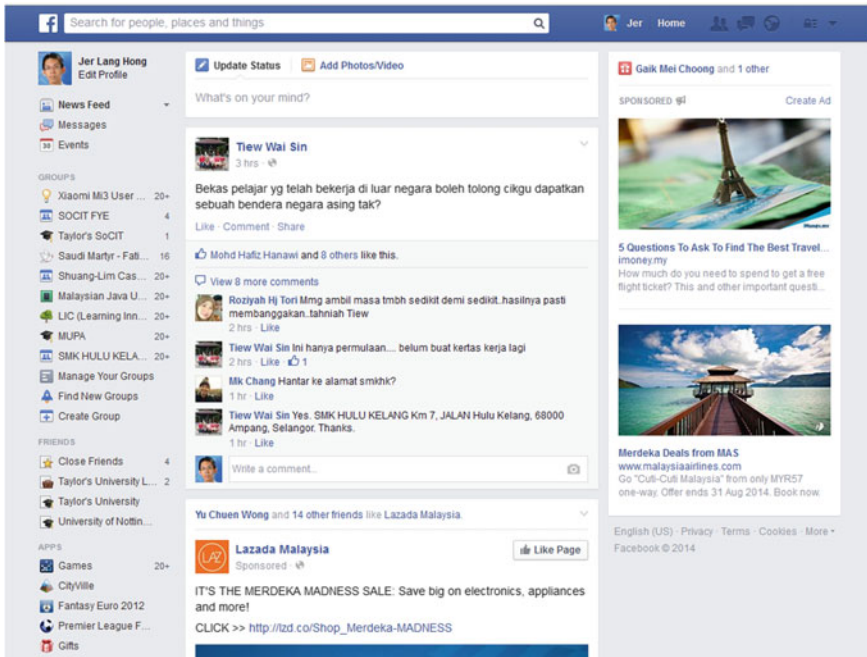 Search for people, places and things
Jer
Home
Jer Lang Hong
Edit Profile
News Feed
Messages
30 Events
GROUPS
Xiaomi Mi3 User ... 20+
SOCIT FYE 4
Taylor's SoCIT 1
Saudi Martyr - Fati... 16
Shuang-Lim Cas... 20+
Malaysian Java U... 20+
LIC (Learning Inn... 20+
MUPA 20+
SMK HULU KELA... 20+
Manage Your Groups
Find New Groups
Create Group
FRIENDS
Close Friends 4
Taylor's University L... 2
Taylor's University
University of Nottin...
APPS
Games 20+
CityVille
Fantasy Euro 2012
Premier League F...
Gifts
Update Status
Add Photos/Video
What's on your mind?
Tiew Wai Sin
3 hrs ·
Bekas pelajar yg telah bekerja di luar negara boleh tolong cikgu dapatkan
sebuah bendera negara asing tak?
Like · Comment · Share
Mohd Hafiz Hanawi and 8 others like this.
View 8 more comments
Roziyah Hj Tori Mmg ambil masa tmbh sedikit demi sedikit..hasilnya pasti
membanggakan..tahniah Tiew
2 hrs · Like
Tiew Wai Sin Ini hanya permulaan.... belum buat kertas kerja lagi
2 hrs · Like · 1
Mk Chang Hantar ke alamat smkhk?
1 hr · Like
Tiew Wai Sin Yes. SMK HULU KELANG Km 7, JALAN Hulu Kelang, 68000
Ampang, Selangor. Thanks.
1 hr · Like
Write a comment...
Yu Chuen Wong and 14 other friends like Lazada Malaysia.
LAZ
Lazada Malaysia
Sponsored ·
Like Page
IT'S THE MERDEKA MADNESS SALE: Save big on electronics, appliances
and more!
CLICK >> http://lzd.co/Shop_Merdeka-MADNESS
Gaik Mei Choong and 1 other
SPONSORED
Create Ad
5 Questions To Ask To Find The Best Travel...
imoney.my
How much do you need to spend to get a free
flight ticket? This and other important questi...
Merdeka Deals from MAS
www.malaysiaairlines.com
Go "Cuti-Cuti Malaysia" from only MYR57
one-way. Offer ends 31 Aug 2014. Book now.
English (US) · Privacy · Terms · Cookies · More
Facebook © 2014